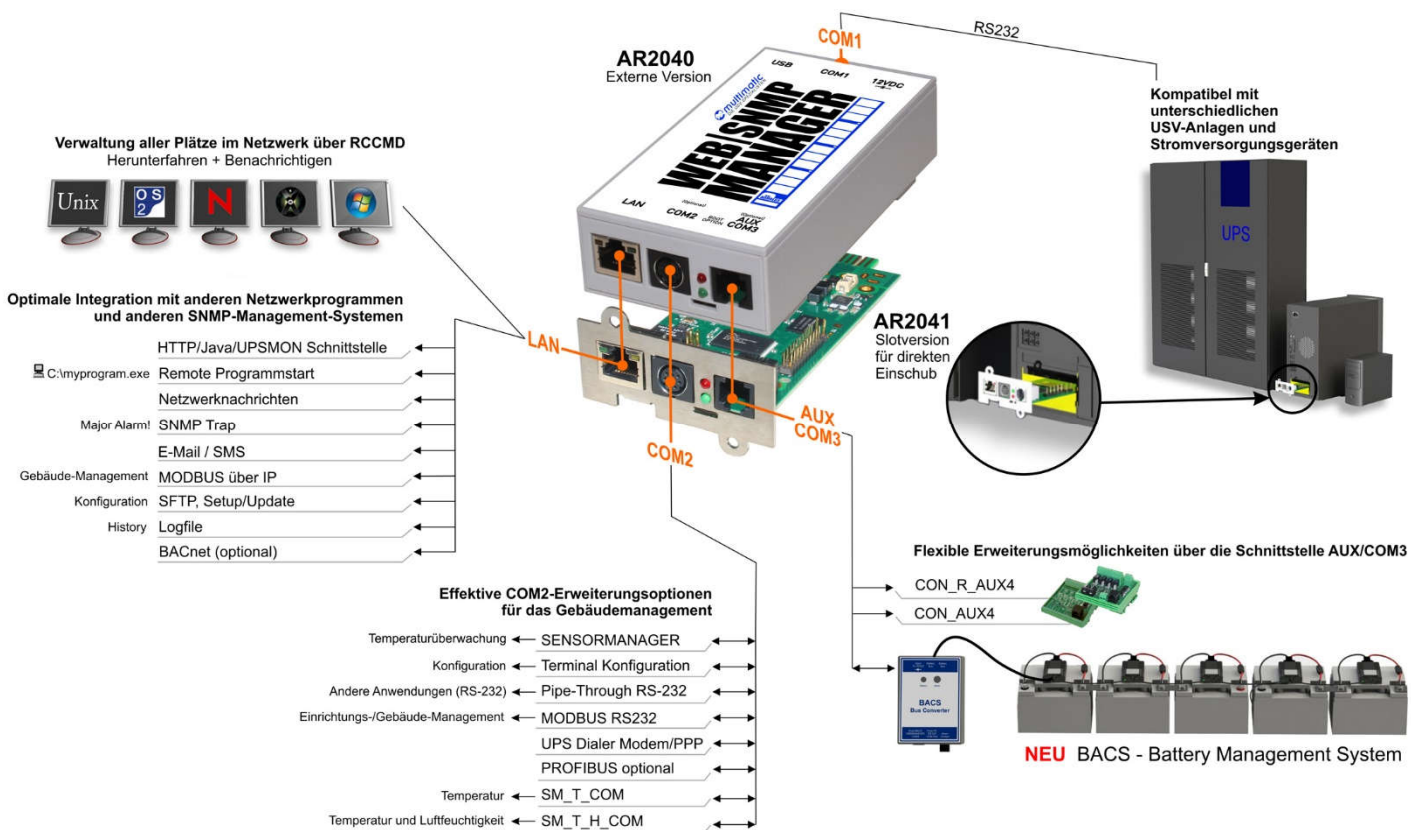 COM1
RS232
AR2040
Externe Version
USB
COM1
12VDC
multimatic
WEB/SNMP
MANAGER
LAN
(Optional)
COM2
BOOT
OPTION
(Optional)
AUX
COM3
Kompatibel mit
unterschiedlichen
USV-Anlagen und
Stromversorgungsgeräten
UPS
Verwaltung aller Plätze im Netzwerk über RCCMD
Herunterfahren + Benachrichtigen
Unix
OS
2
N
Optimale Integration mit anderen Netzwerkprogrammen
und anderen SNMP-Management-Systemen
HTTP/Java/UPSMON Schnittstelle
C:\myprogram.exe Remote Programmstart
Netzwerknachrichten
Major Alarm! SNMP Trap
E-Mail / SMS
Gebäude-Management MODBUS über IP
Konfiguration SFTP, Setup/Update
History Logfile
BACnet (optional)
LAN
COM2
AUX
COM3
AR2041
Slotversion
für direkten
Einschub
Effektive COM2-Erweiterungsoptionen
für das Gebäudemanagement
Temperaturüberwachung SENSORMANAGER
Konfiguration Terminal Konfiguration
Andere Anwendungen (RS-232) Pipe-Through RS-232
Einrichtungs-/Gebäude-Management MODBUS RS232
UPS Dialer Modem/PPP
PROFIBUS optional
Temperatur SM_T_COM
Temperatur und Luftfeuchtigkeit SM_T_H_COM
Flexible Erweiterungsmöglichkeiten über die Schnittstelle AUX/COM3
CON_R_AUX4
CON_AUX4
BACS
Bus Converter
NEU BACS - Battery Management System